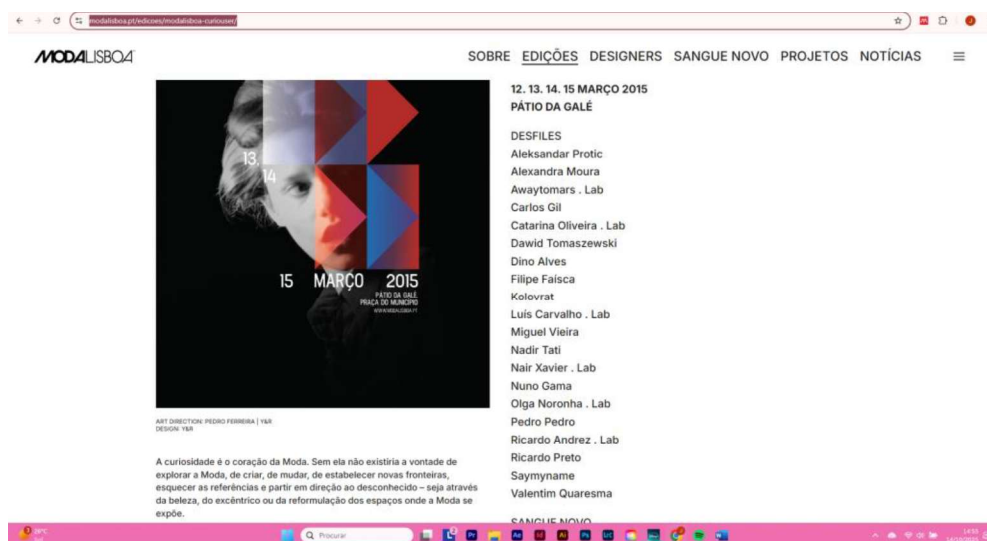 modalisboa.pt/edicoes/modalisboa-curiouser/
MODALISBOA
SOBRE EDIÇÕES DESIGNERS SANGUE NOVO PROJETOS NOTÍCIAS
13,
14
15 MARÇO 2015
PÁTIO DA GALÉ,
PRAÇA DO MUNICÍPIO
WWW.MODALISBOA.PT
ART DIRECTION: PEDRO FERREIRA | Y&R
DESIGN: Y&R
A curiosidade é o coração da Moda. Sem ela não existiria a vontade de
explorar a Moda, de criar, de mudar, de estabelecer novas fronteiras,
esquecer as referências e partir em direção ao desconhecido – seja através
da beleza, do excêntrico ou da reformulação dos espaços onde a Moda se
expõe.
12. 13. 14. 15 MARÇO 2015
PÁTIO DA GALÉ
DESFILES
Aleksandar Protic
Alexandra Moura
Awaytomars . Lab
Carlos Gil
Catarina Oliveira . Lab
Dawid Tomaszewski
Dino Alves
Filipe Faísca
Kolovrat
Luís Carvalho . Lab
Miguel Vieira
Nadir Tati
Nair Xavier . Lab
Nuno Gama
Olga Noronha . Lab
Pedro Pedro
Ricardo Andrez . Lab
Ricardo Preto
Saymyname
Valentim Quaresma
SANGUE NOVO
Procurar